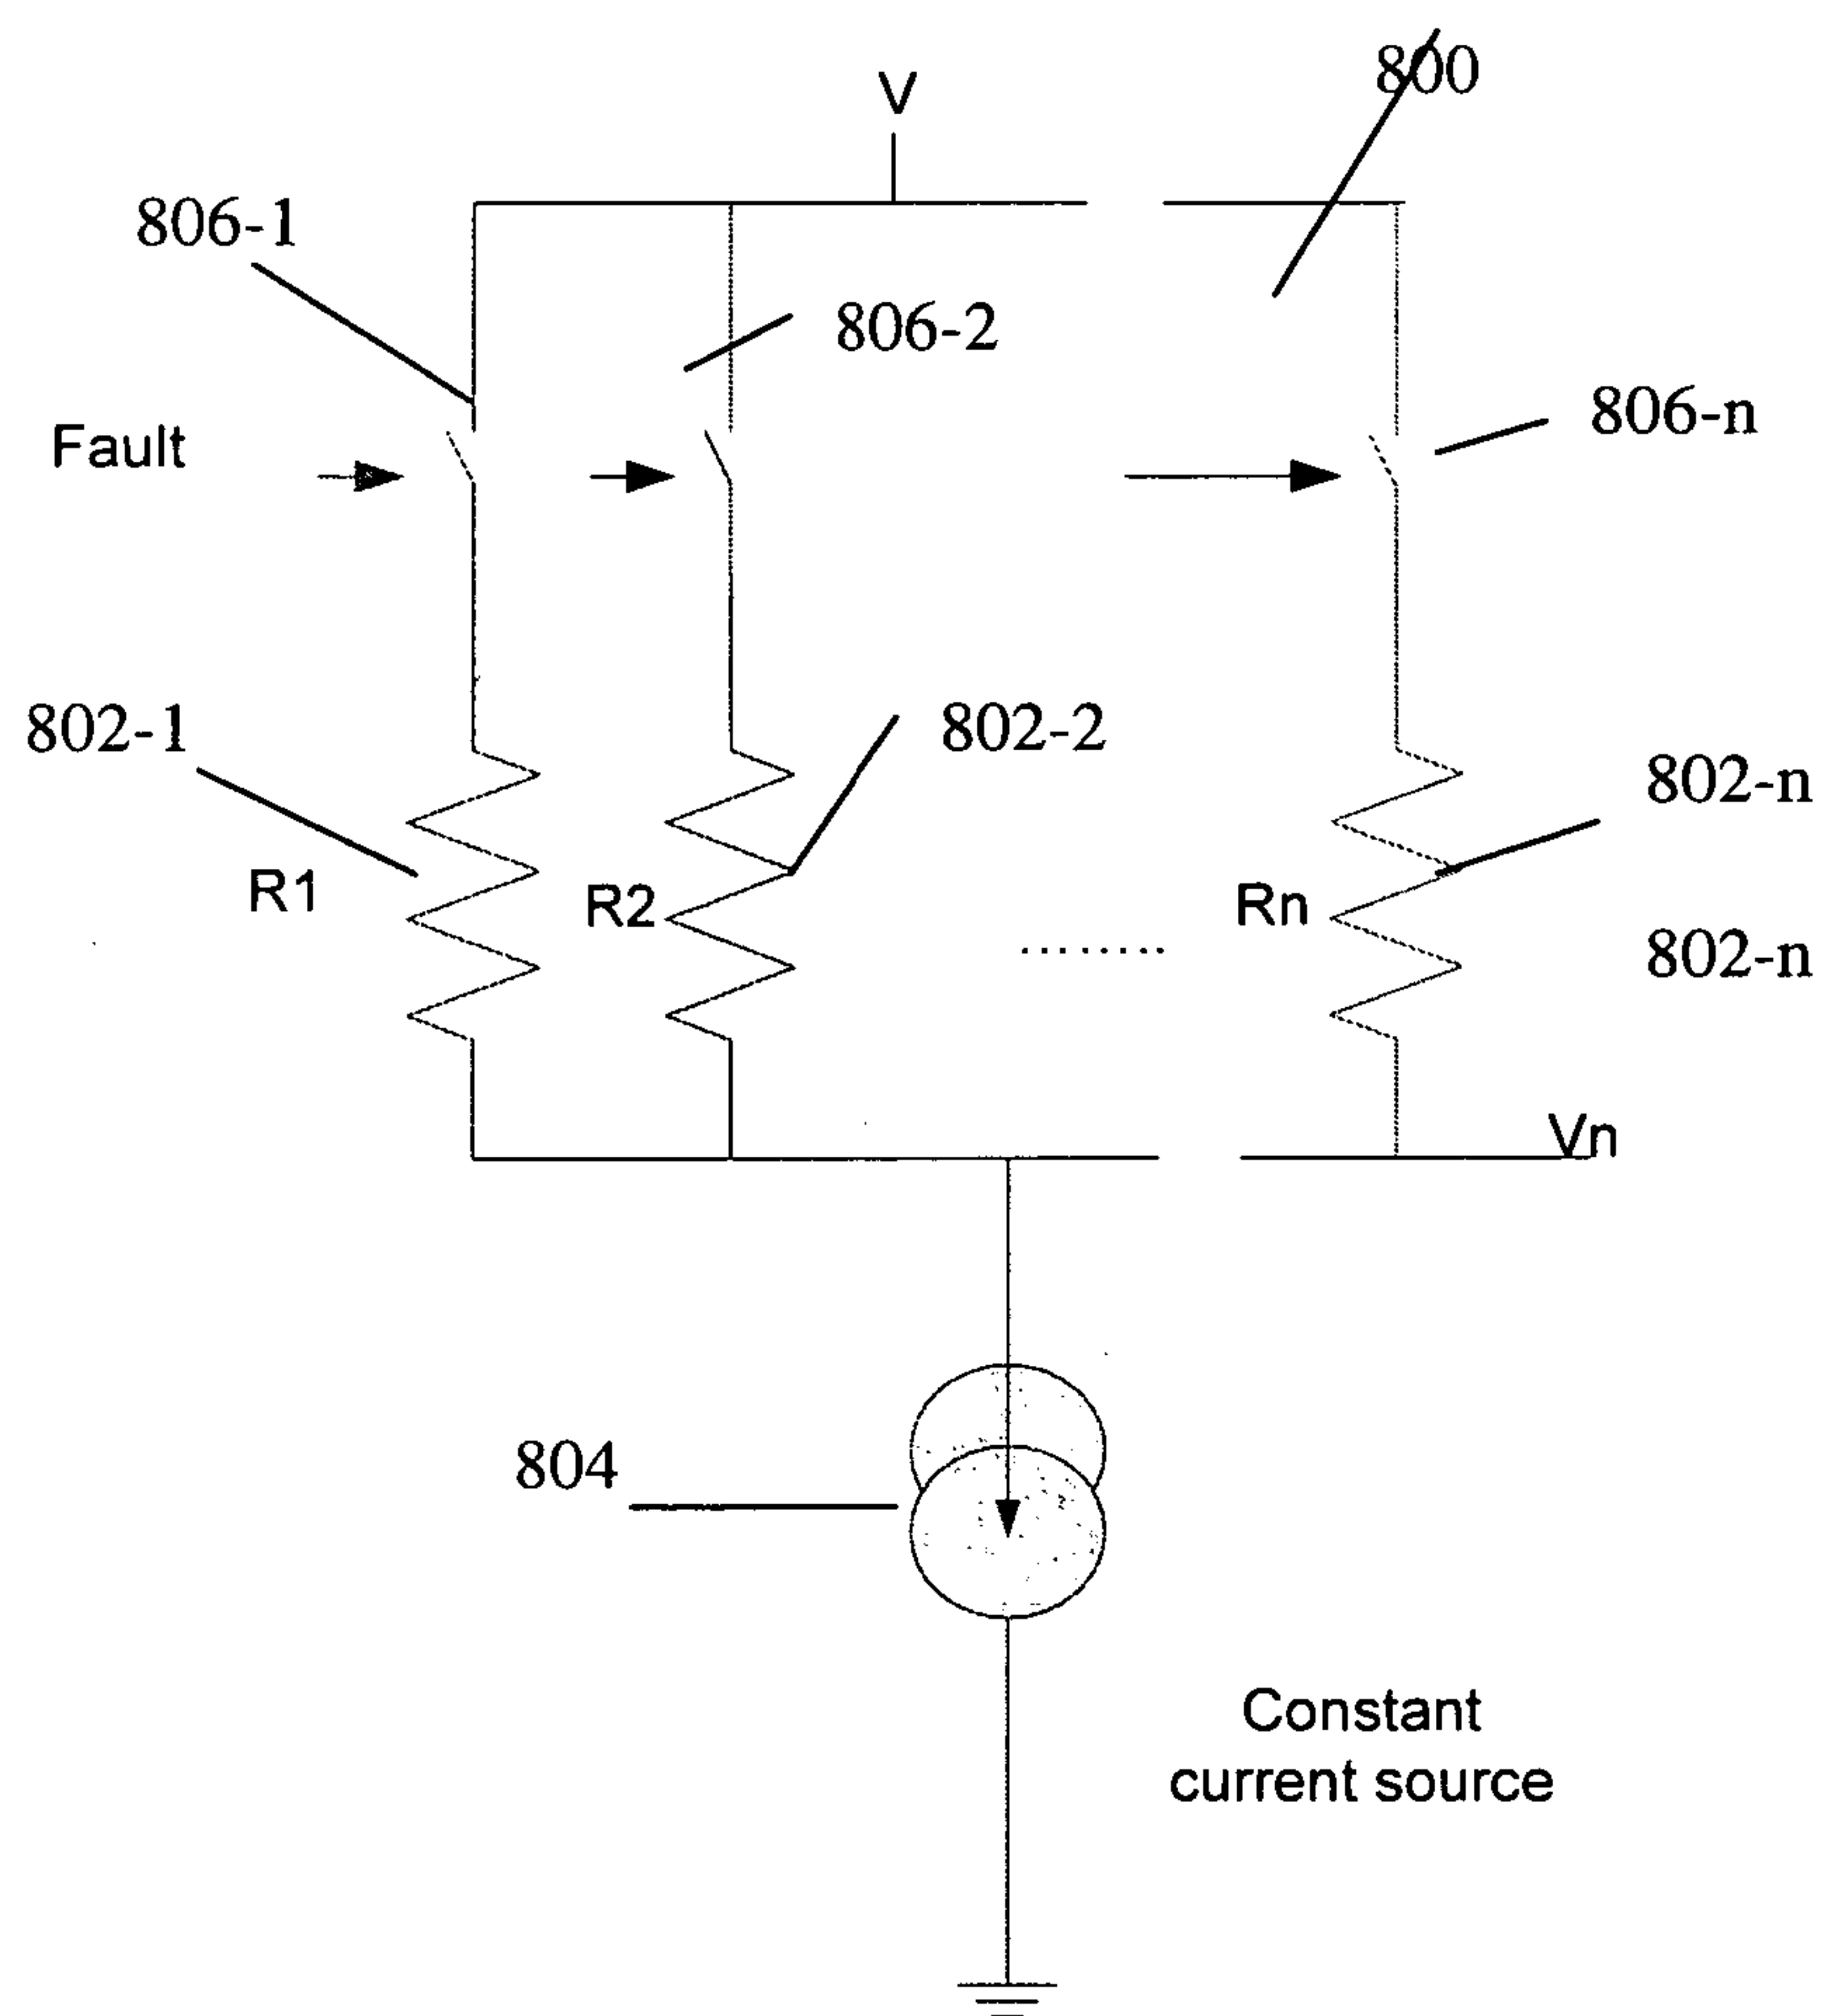 800
V
806-1
806-2
806-n
Fault
802-1
802-2
802-n
R1
R2
Rn
802-n
Vn
804
Constant
current source